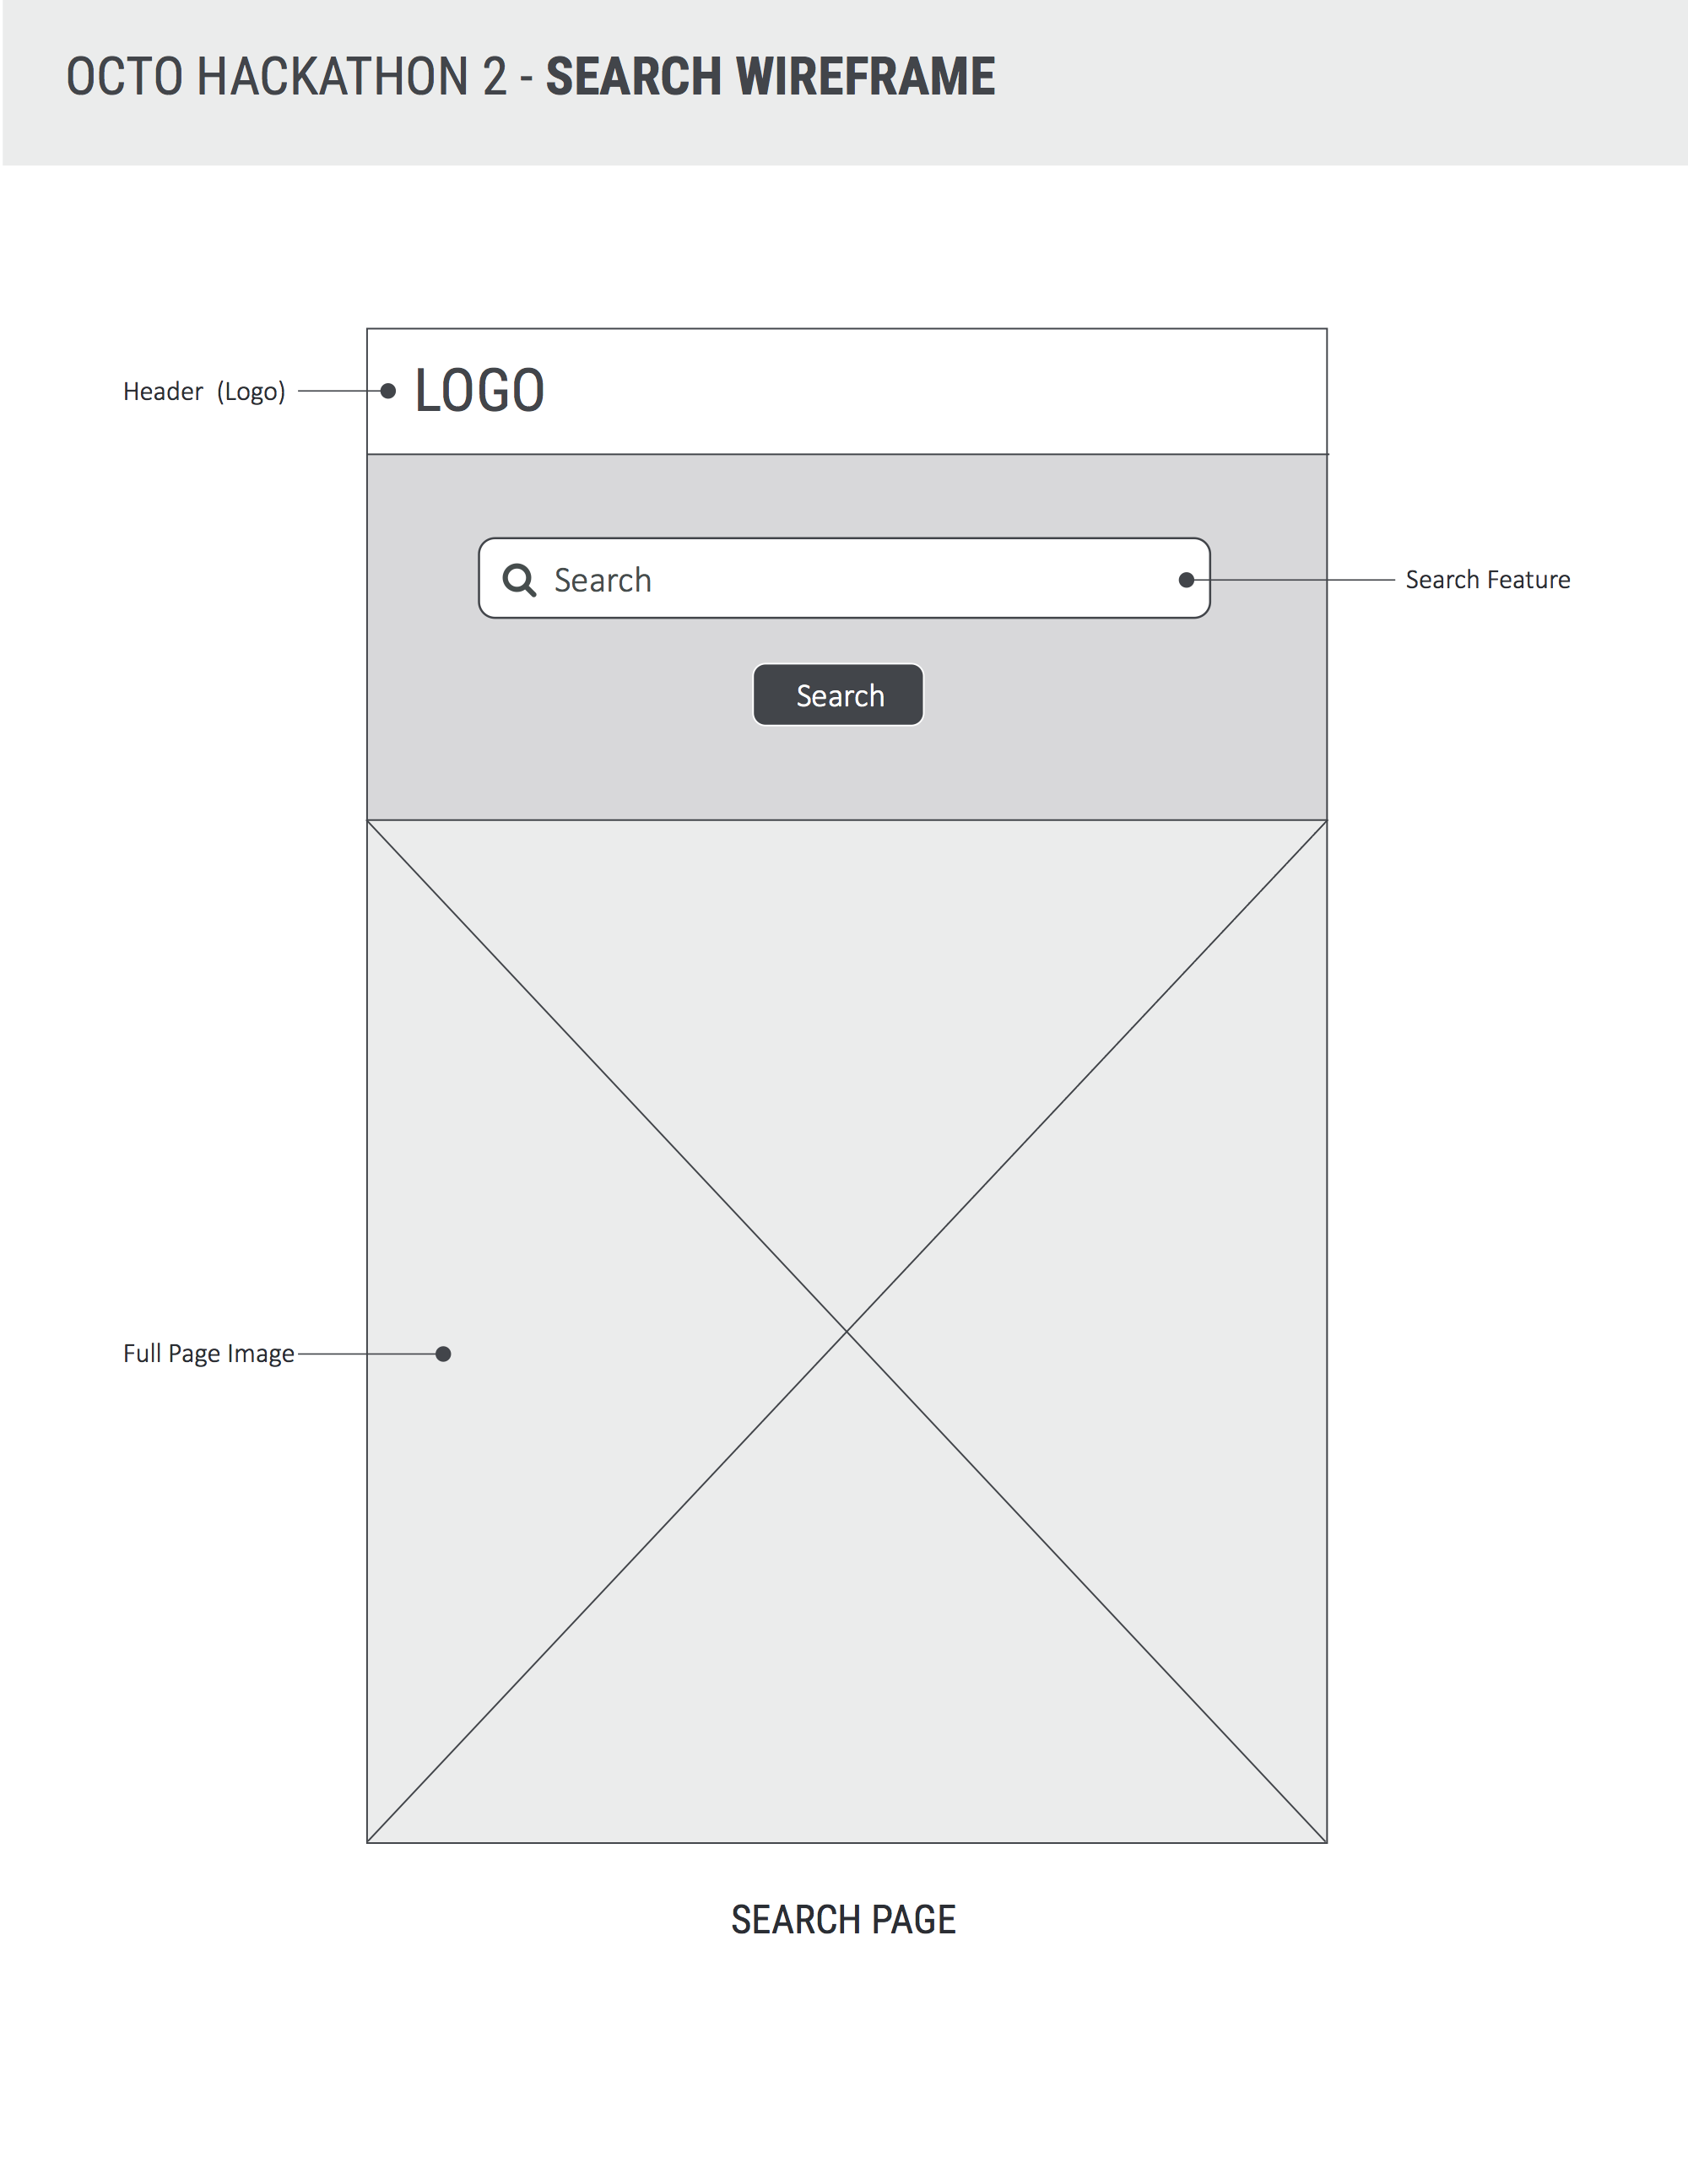 OCTO HACKATHON 2 - SEARCH WIREFRAME
Header (Logo)
LOGO
Search
Search Feature
Search
Full Page Image
SEARCH PAGE